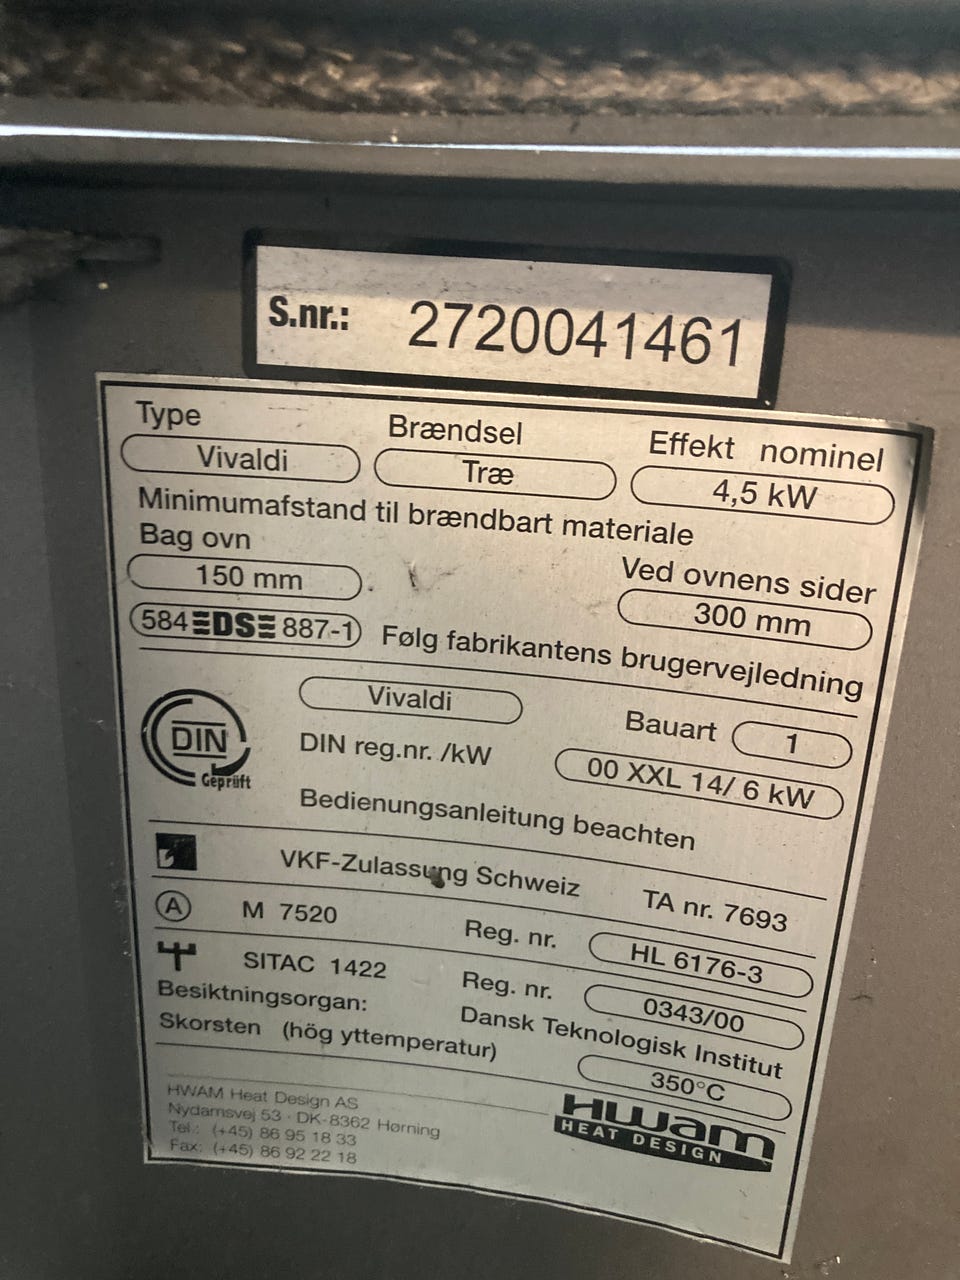 S.nr.: 2720041461
Type Brændsel Effekt nominel
Vivaldi Træ 4,5 kW
Minimumafstand til brændbart materiale
Bag ovn Ved ovnens sider
150 mm 300 mm
584 DS 887-1 Følg fabrikantens brugervejledning
Vivaldi Bauart 1
DIN Geprüft
DIN reg.nr. /kW 00 XXL 14/ 6 kW
Bedienungsanleitung beachten
VKF-Zulassung Schweiz TA nr. 7693
A M 7520 Reg. nr. HL 6176-3
SITAC 1422 Reg. nr. 0343/00
Besiktningsorgan: Dansk Teknologisk Institut
Skorsten (hög yttemperatur) 350°C
HWAM Heat Design AS
Nydamsvej 53 · DK-8362 Hørning
Tel.: (+45) 86 95 18 33
Fax: (+45) 86 92 22 18
HWAM
HEAT DESIGN